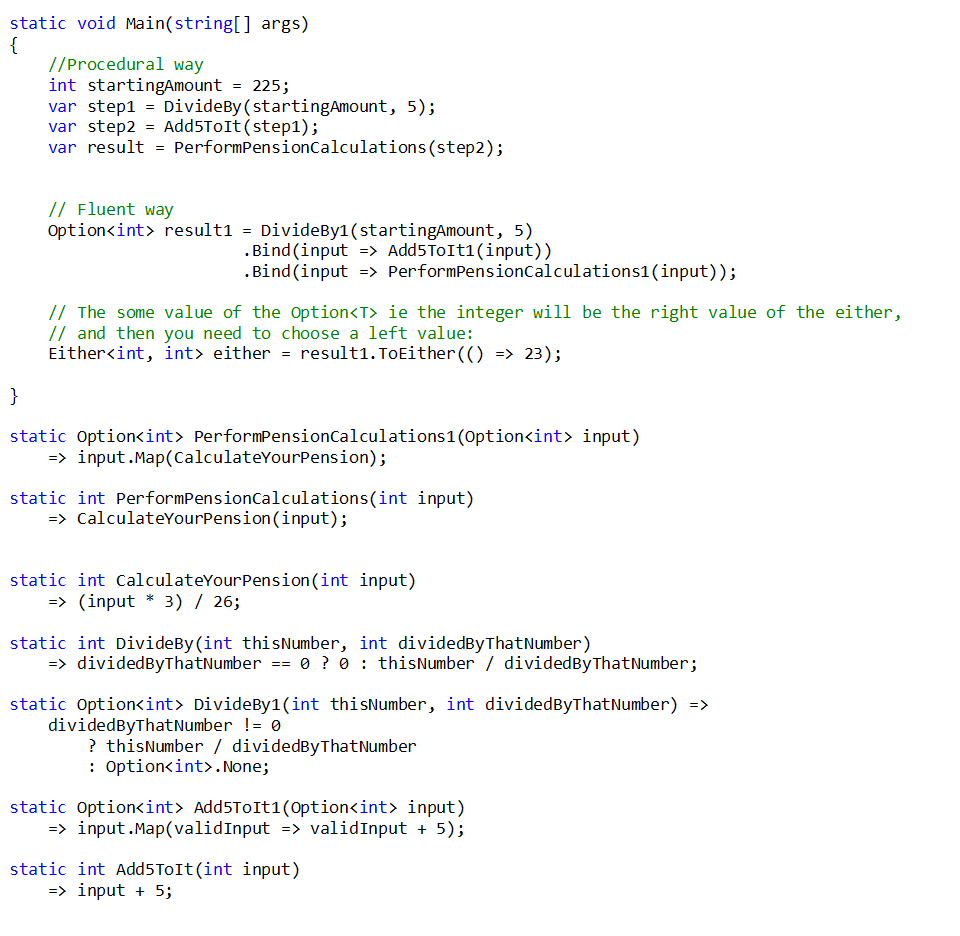 static void Main(string[] args)
{
    //Procedural way
    int startingAmount = 225;
    var step1 = DivideBy(startingAmount, 5);
    var step2 = Add5ToIt(step1);
    var result = PerformPensionCalculations(step2);
    // Fluent way
    Option<int> result1 = DivideBy1(startingAmount, 5)
                        .Bind(input => Add5ToIt1(input))
                        .Bind(input => PerformPensionCalculations1(input));
    // The some value of the Option<T> ie the integer will be the right value of the either,
    // and then you need to choose a left value:
    Either<int, int> either = result1.ToEither(() => 23);
}
static Option<int> PerformPensionCalculations1(Option<int> input)
    => input.Map(CalculateYourPension);
static int PerformPensionCalculations(int input)
    => CalculateYourPension(input);
static int CalculateYourPension(int input)
    => (input * 3) / 26;
static int DivideBy(int thisNumber, int dividedByThatNumber)
    => dividedByThatNumber == 0 ? 0 : thisNumber / dividedByThatNumber;
static Option<int> DivideBy1(int thisNumber, int dividedByThatNumber) =>
    dividedByThatNumber != 0
        ? thisNumber / dividedByThatNumber
        : Option<int>.None;
static Option<int> Add5ToIt1(Option<int> input)
    => input.Map(validInput => validInput + 5);
static int Add5ToIt(int input)
    => input + 5;